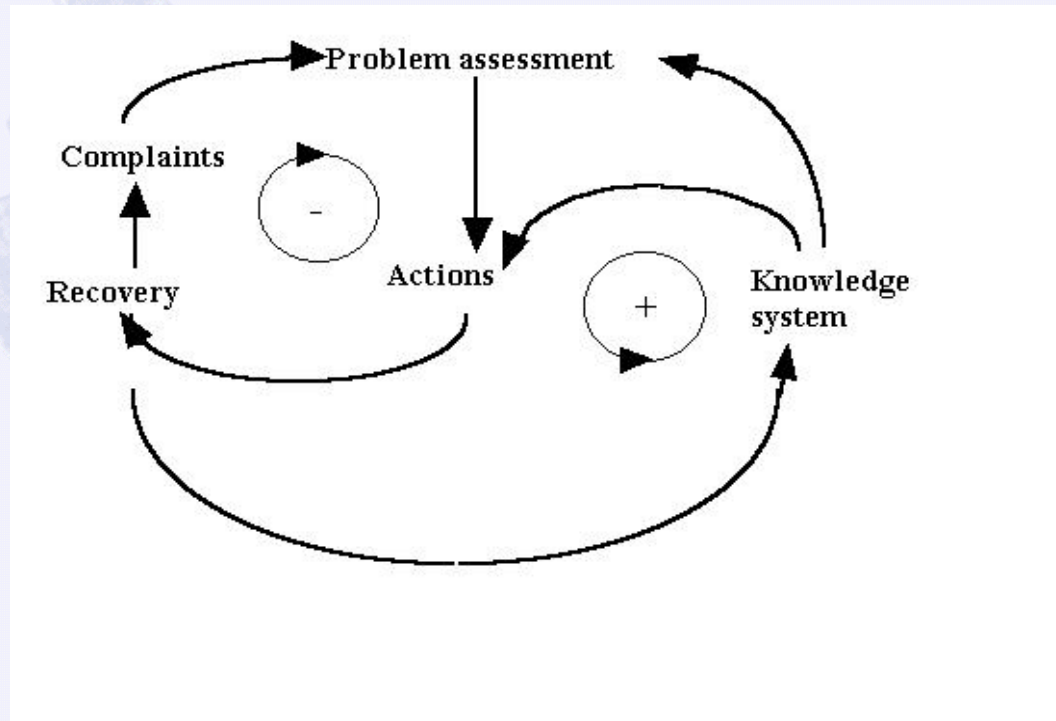 Problem assessment
Complaints
-
Actions
Recovery
Knowledge
system
+